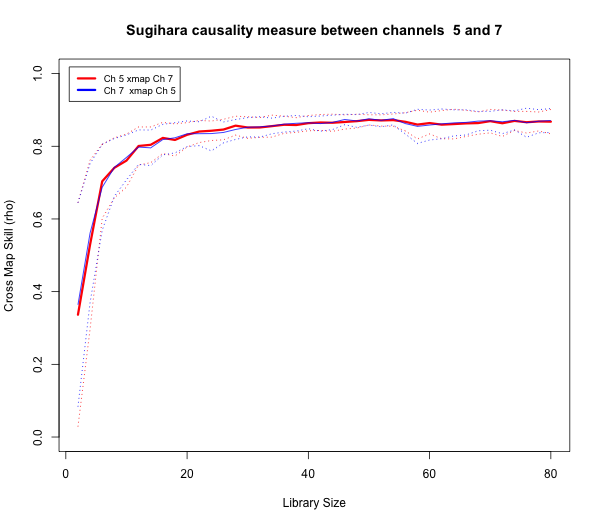 Sugihara causality measure between channels  5 and 7
Ch 5 xmap Ch 7
Ch 7  xmap Ch 5
Cross Map Skill (rho)
1.0
0.8
0.6
0.4
0.2
0.0
0 20 40 60 80
Library Size